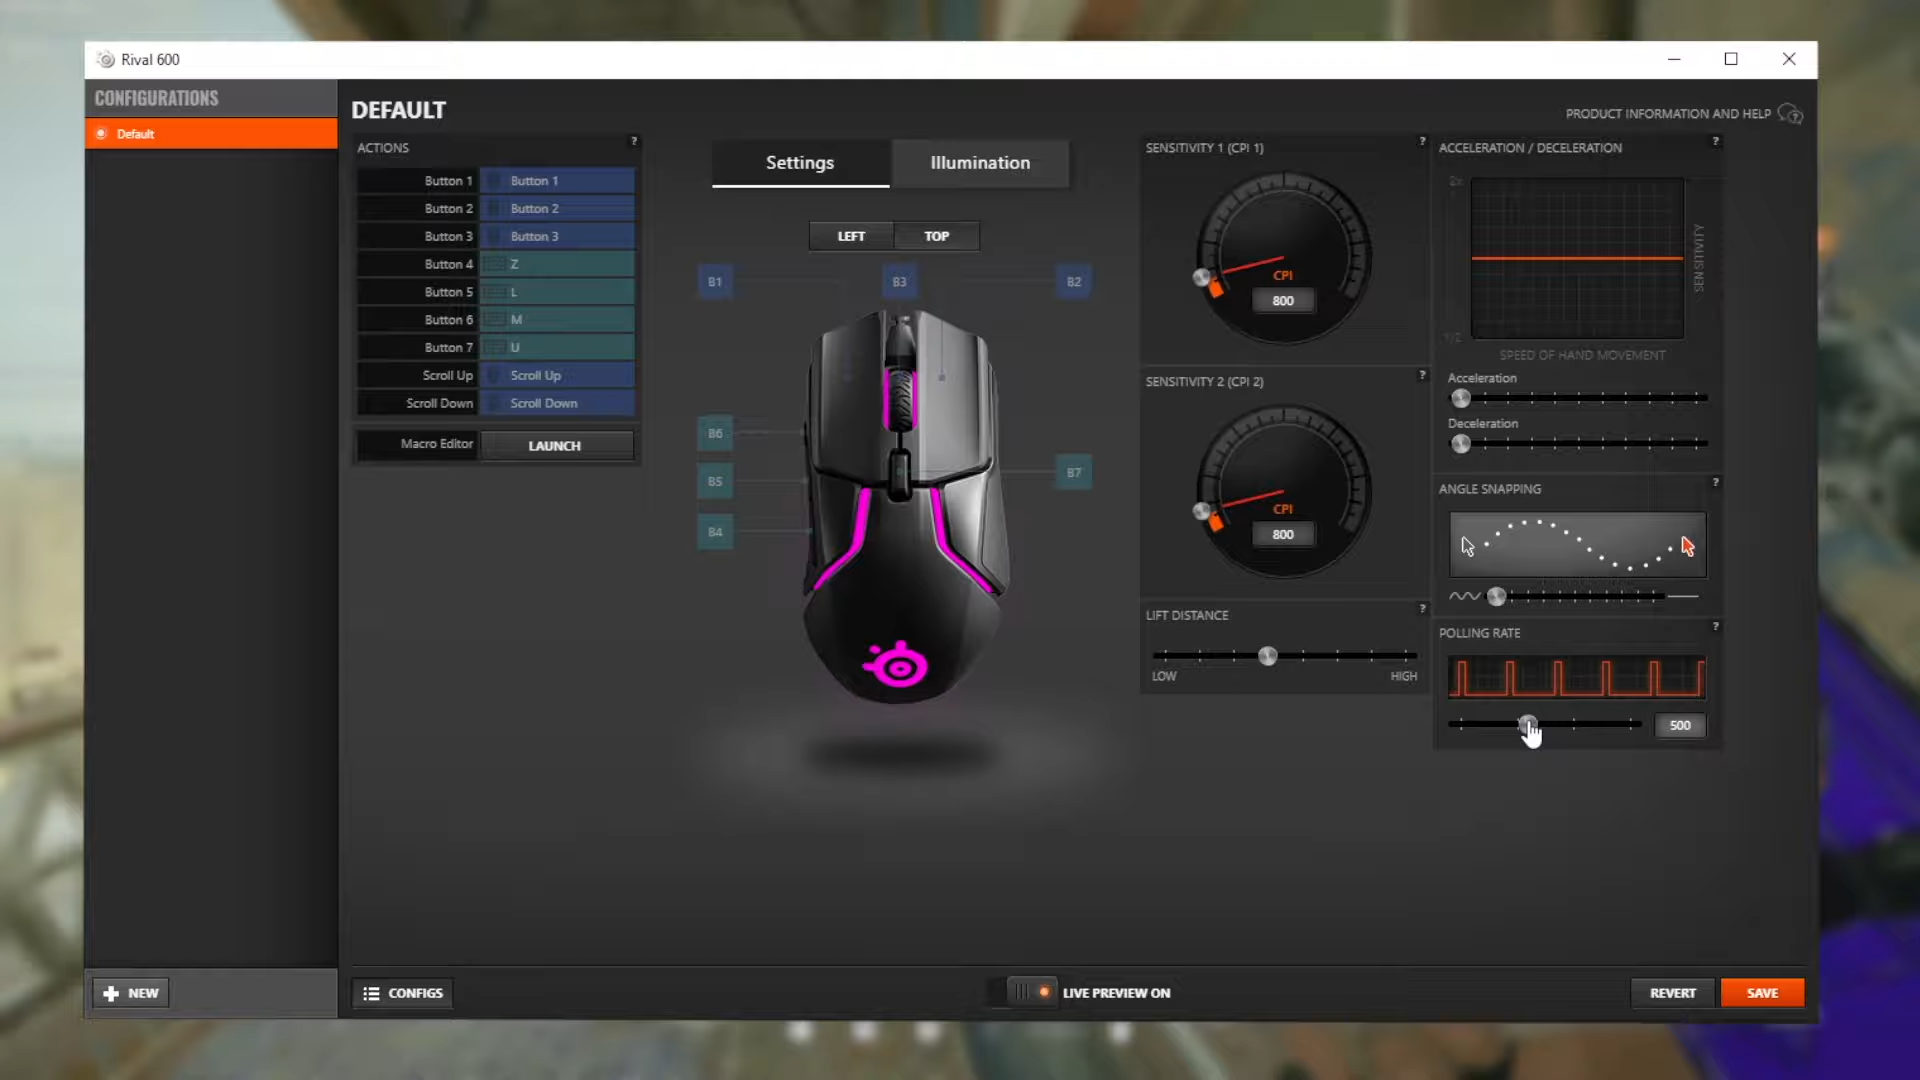 Rival 600
CONFIGURATIONS
Default
NEW
DEFAULT
PRODUCT INFORMATION AND HELP
ACTIONS ?
Button 1 Button 1
Button 2 Button 2
Button 3 Button 3
Button 4 Z
Button 5 L
Button 6 M
Button 7 U
Scroll Up Scroll Up
Scroll Down Scroll Down
Macro Editor LAUNCH
Settings Illumination
LEFT TOP
B1 B3 B2
B6
B5 B7
B4
SENSITIVITY 1 (CPI 1) ?
CPI
800
SENSITIVITY 2 (CPI 2) ?
CPI
800
LIFT DISTANCE ?
LOW HIGH
ACCELERATION / DECELERATION ?
2x
SENSITIVITY
1/2
SPEED OF HAND MOVEMENT
Acceleration
Deceleration
ANGLE SNAPPING ?
POLLING RATE ?
500
CONFIGS
LIVE PREVIEW ON
REVERT SAVE